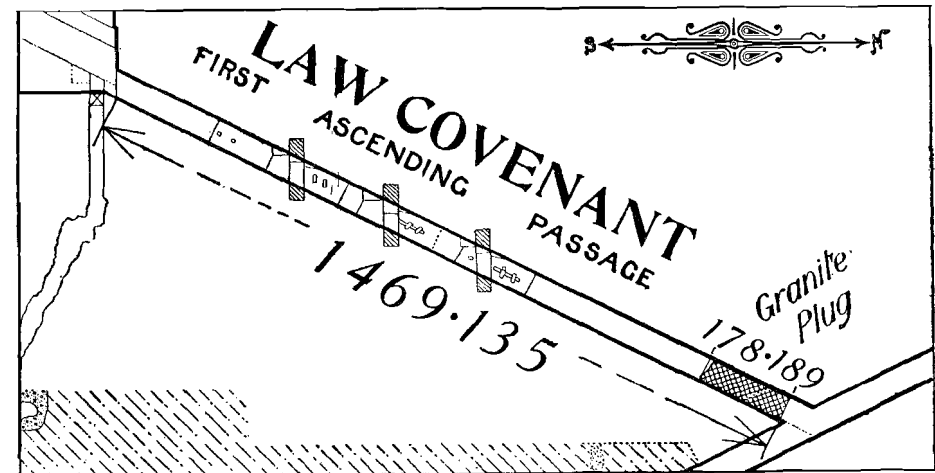 S N
LAW COVENANT
FIRST ASCENDING PASSAGE
1469·135
Granite
Plug
178·189